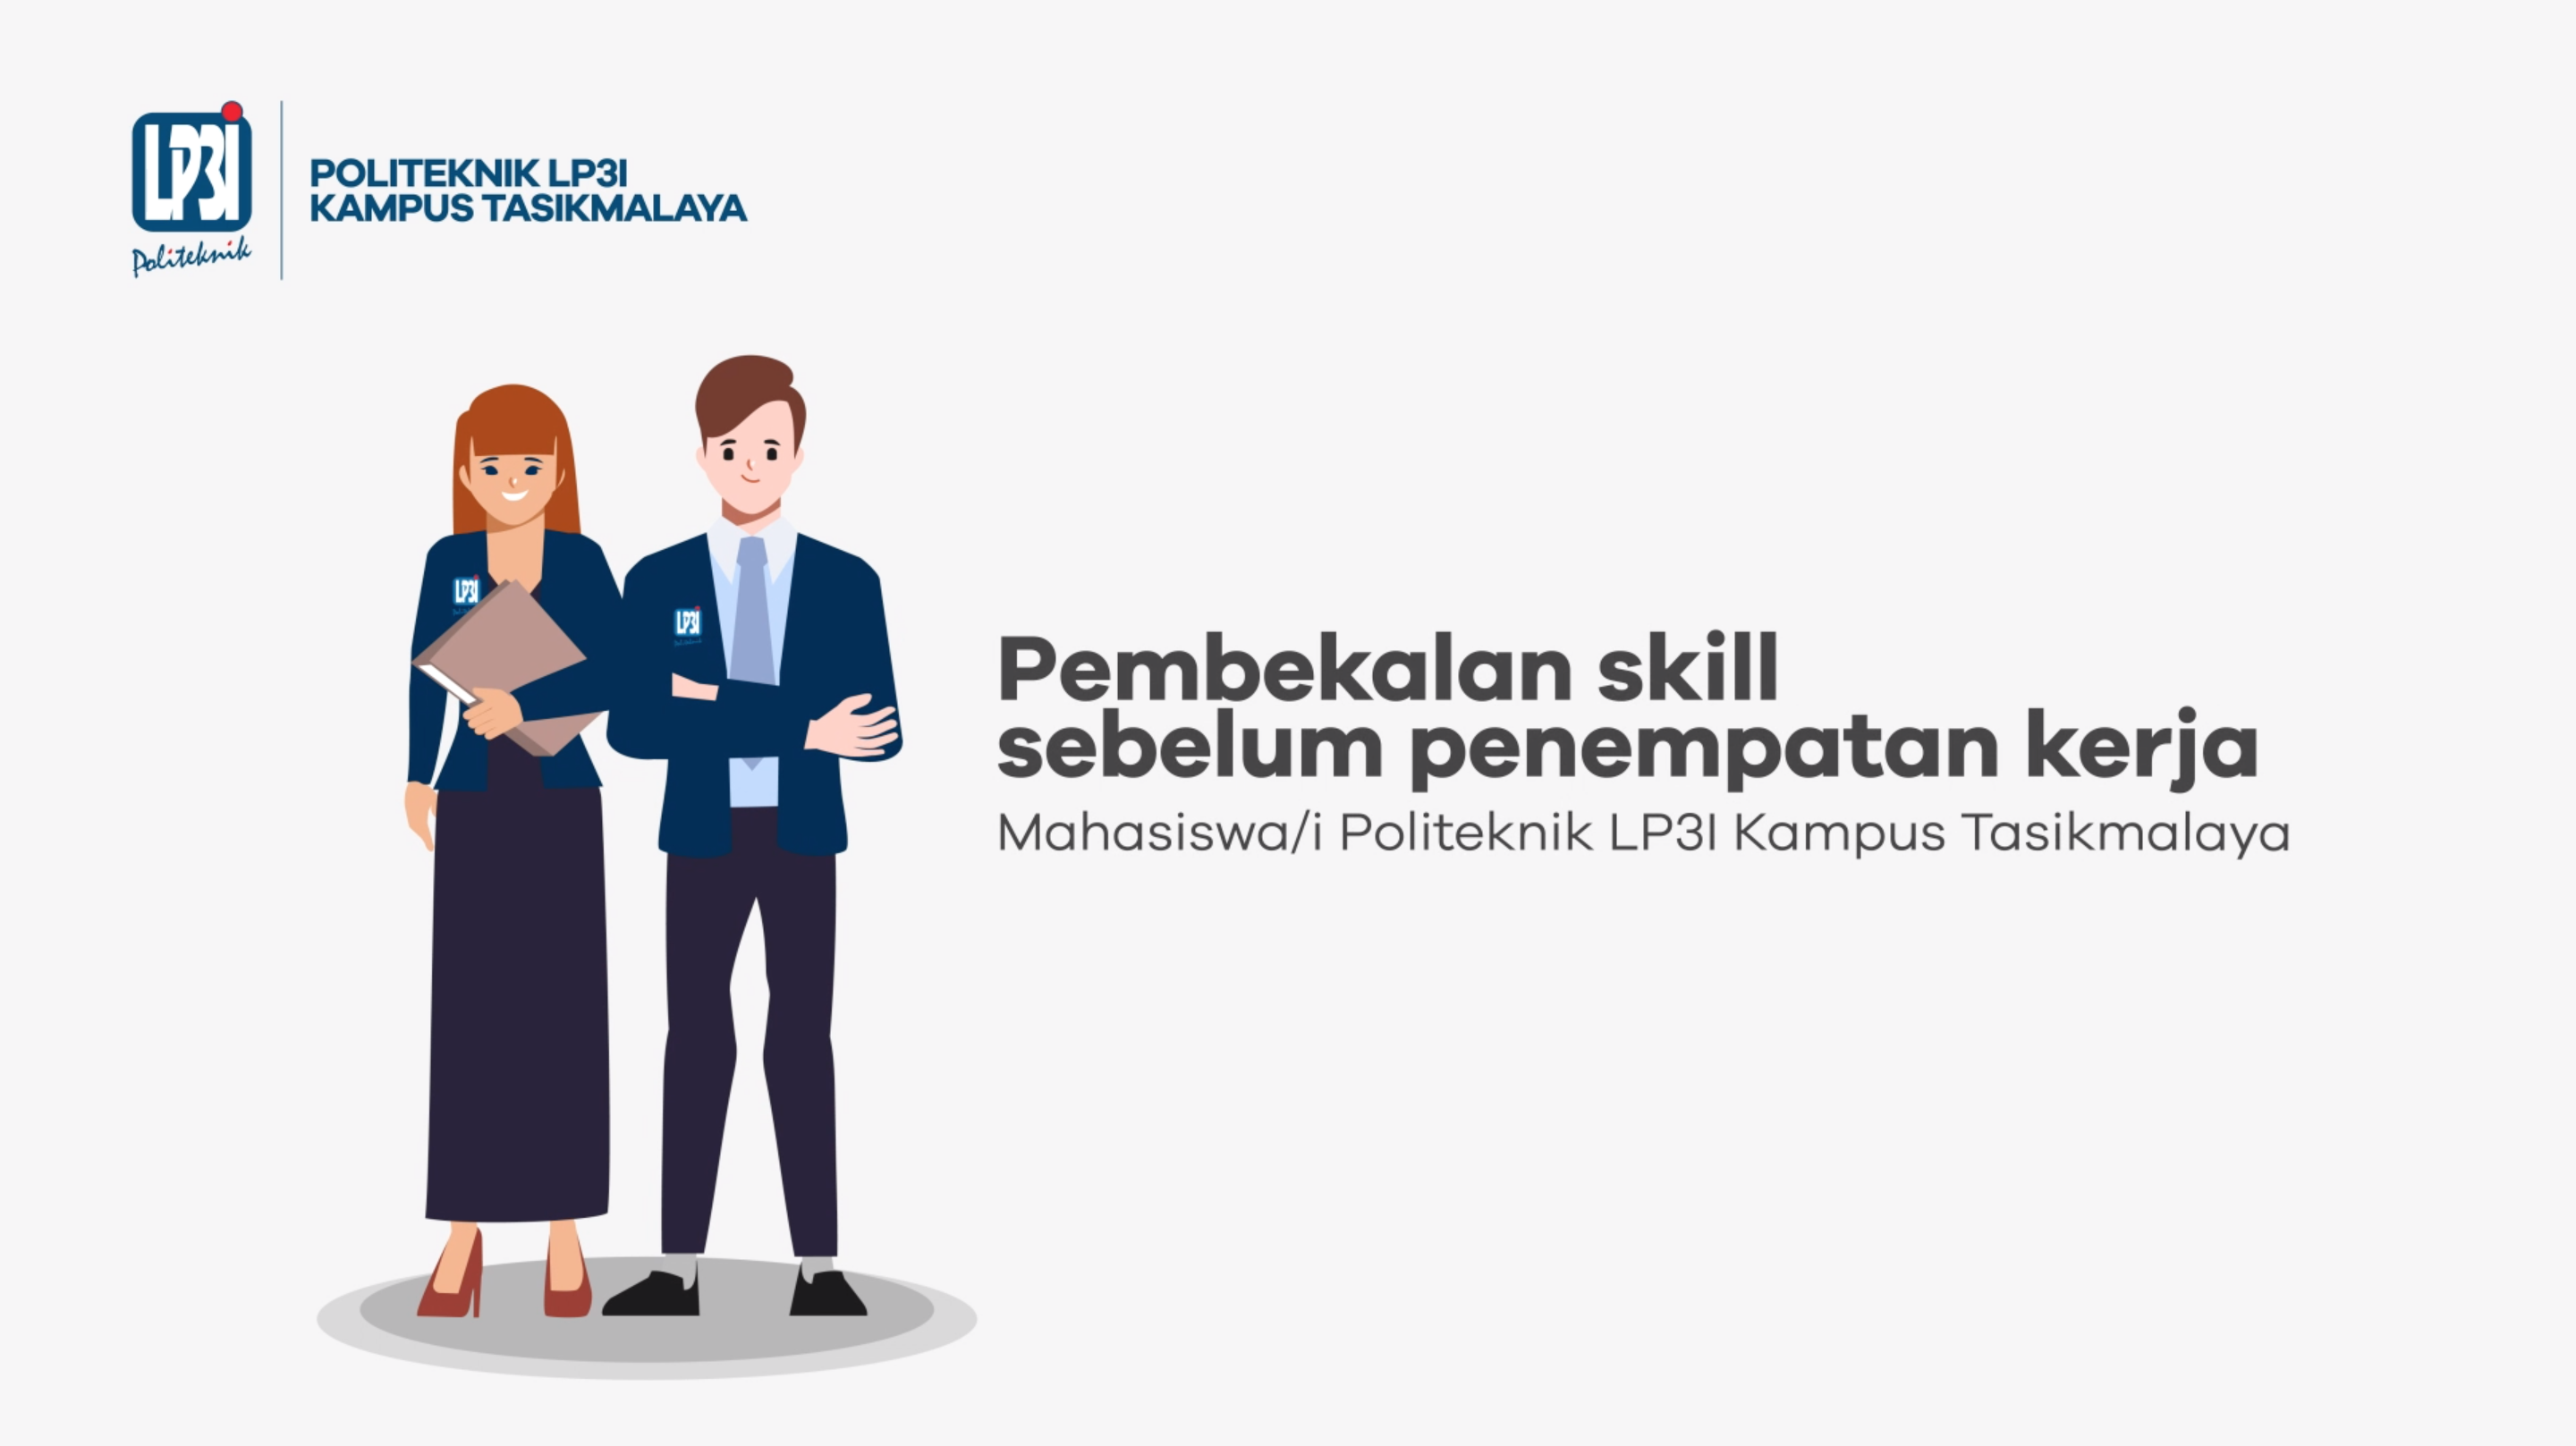 LP3I
Politeknik
POLITEKNIK LP3I
KAMPUS TASIKMALAYA
LP3I
LP3I
Pembekalan skill
sebelum penempatan kerja
Mahasiswa/i Politeknik LP3I Kampus Tasikmalaya